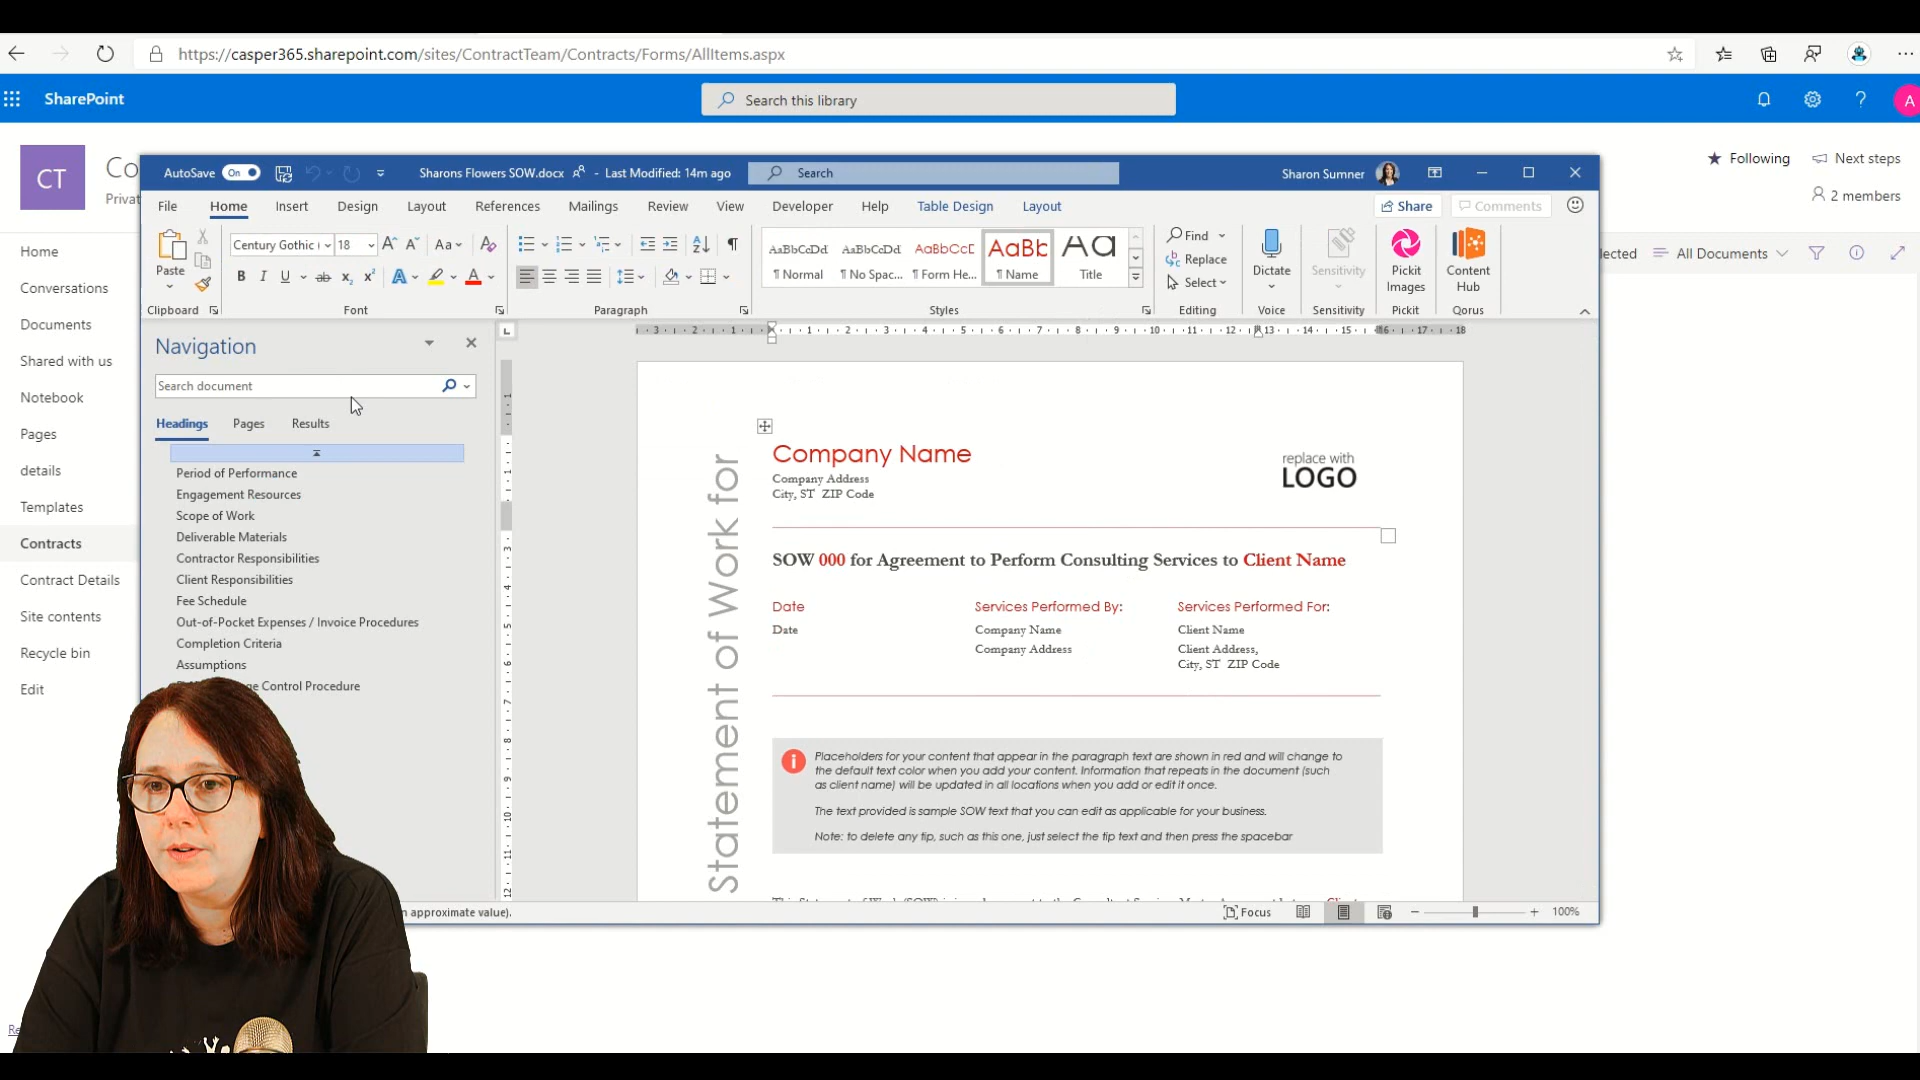 https://casper365.sharepoint.com/sites/ContractTeam/Contracts/Forms/AllItems.aspx
SharePoint
Search this library
A
CT
Co
Privat
Following
Next steps
2 members
lected
All Documents
Home
Conversations
Documents
Shared with us
Notebook
Pages
details
Templates
Contracts
Contract Details
Site contents
Recycle bin
Edit
Re
AutoSave On
Sharons Flowers SOW.docx - Last Modified: 14m ago
Search
Sharon Sumner
File Home Insert Design Layout References Mailings Review View Developer Help Table Design Layout
Share
Comments
Paste
Clipboard
Century Gothic ( 18
Font
Paragraph
AaBbCcDd AaBbCcDd AaBbCcD AaBb Aa
¶ Normal ¶ No Spac... ¶ Form He... ¶ Name Title
Styles
Find
Replace
Select
Editing
Dictate
Voice
Sensitivity
Sensitivity
Pickit Images
Pickit
Content Hub
Qorus
Navigation
Search document
Headings Pages Results
Period of Performance
Engagement Resources
Scope of Work
Deliverable Materials
Contractor Responsibilities
Client Responsibilities
Fee Schedule
Out-of-Pocket Expenses / Invoice Procedures
Completion Criteria
Assumptions
ge Control Procedure
Statement of Work for
Company Name
Company Address
City, ST ZIP Code
replace with
LOGO
SOW 000 for Agreement to Perform Consulting Services to Client Name
Date Services Performed By: Services Performed For:
Date Company Name Client Name
Company Address Client Address,
City, ST ZIP Code
Placeholders for your content that appear in the paragraph text are shown in red and will change to
the default text color when you add your content. Information that repeats in the document (such
as client name) will be updated in all locations when you add or edit it once.
The text provided is sample SOW text that you can edit as applicable for your business.
Note: to delete any tip, such as this one, just select the tip text and then press the spacebar
n approximate value).
Focus
100%